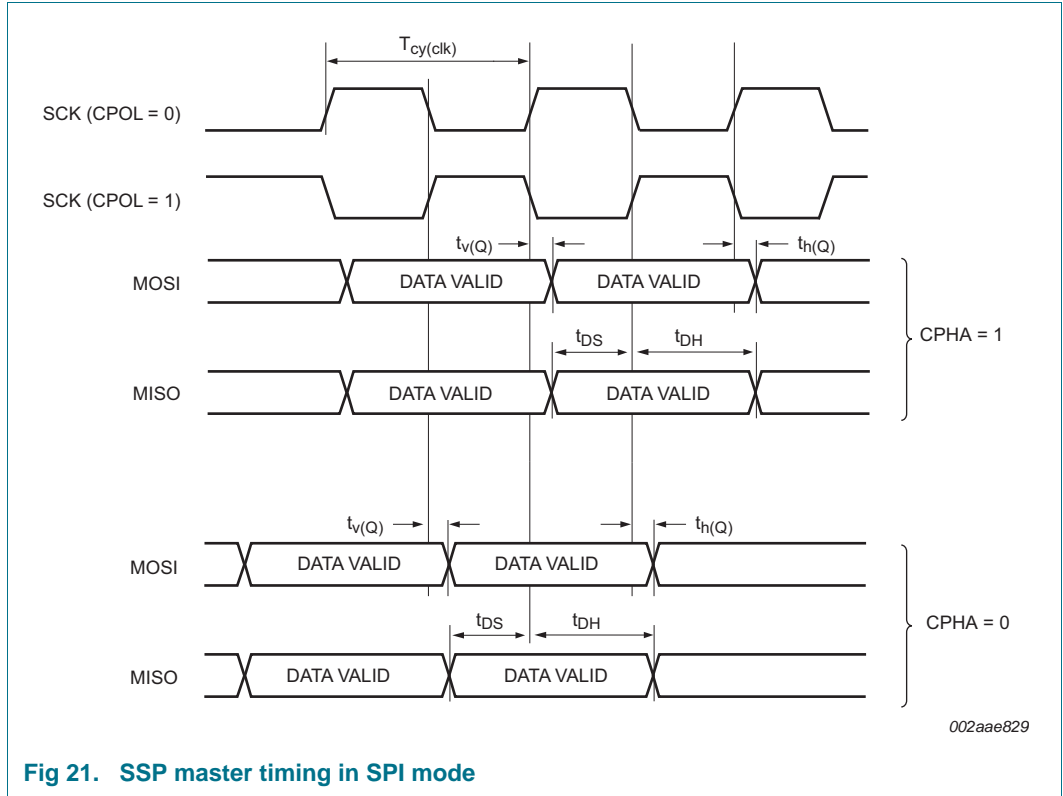 Tcy(clk)
SCK (CPOL = 0)
SCK (CPOL = 1)
tv(Q) th(Q)
MOSI DATA VALID DATA VALID
tDS tDH
CPHA = 1
MISO DATA VALID DATA VALID
tv(Q) th(Q)
MOSI DATA VALID DATA VALID
tDS tDH
CPHA = 0
MISO DATA VALID DATA VALID
002aae829
Fig 21. SSP master timing in SPI mode